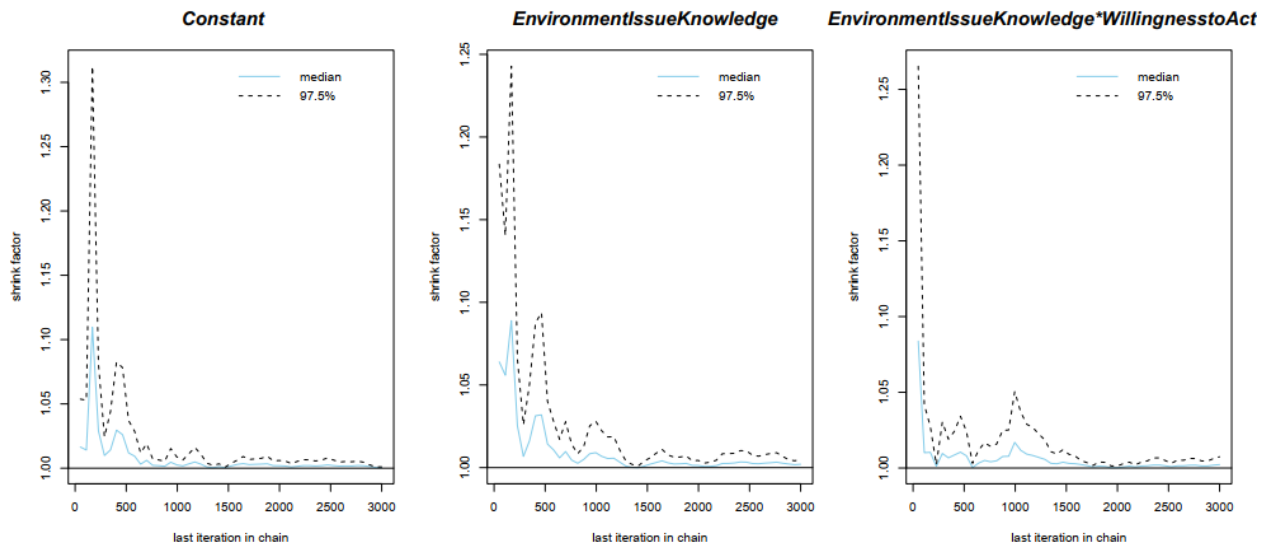 Constant
shrink factor
1.00 1.05 1.10 1.15 1.20 1.25 1.30
median
97.5%
0 500 1000 1500 2000 2500 3000
last iteration in chain
EnvironmentIssueKnowledge
shrink factor
1.00 1.05 1.10 1.15 1.20 1.25
median
97.5%
0 500 1000 1500 2000 2500 3000
last iteration in chain
EnvironmentIssueKnowledge*WillingnesstoAct
shrink factor
1.00 1.05 1.10 1.15 1.20 1.25
median
97.5%
0 500 1000 1500 2000 2500 3000
last iteration in chain